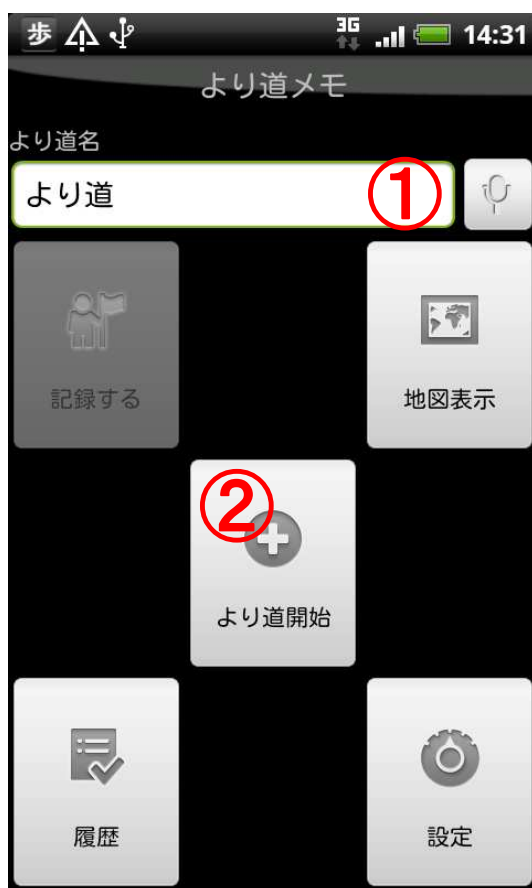 歩 3G 14:31
より道メモ
より道名
より道 ①
記録する 地図表示
②
より道開始
履歴 設定